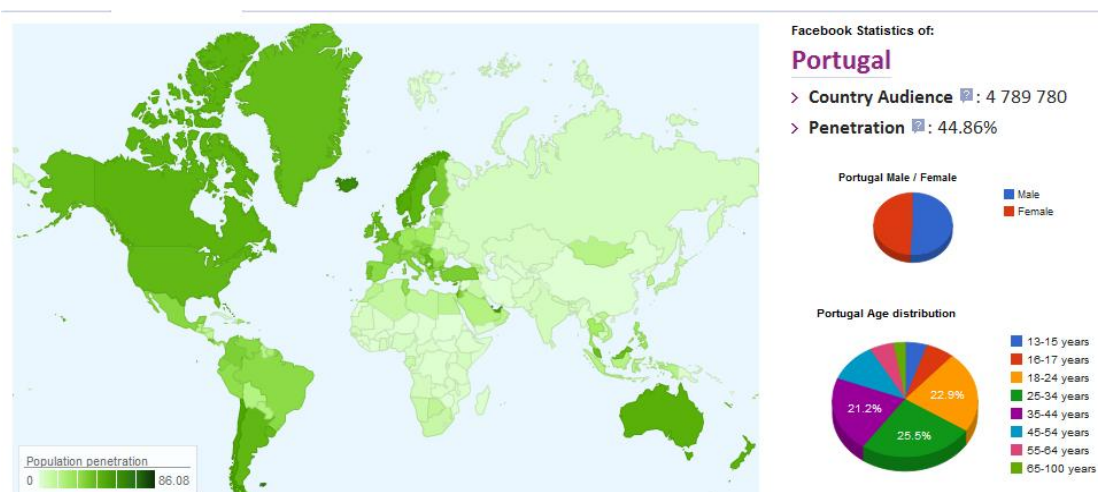 Facebook Statistics of:
Portugal
> Country Audience ? : 4 789 780
> Penetration ? : 44.86%
Portugal Male / Female
Male
Female
Portugal Age distribution
13-15 years
16-17 years
18-24 years
25-34 years
35-44 years
45-54 years
55-64 years
65-100 years
22.9%
21.2%
25.5%
Population penetration
0 86.08